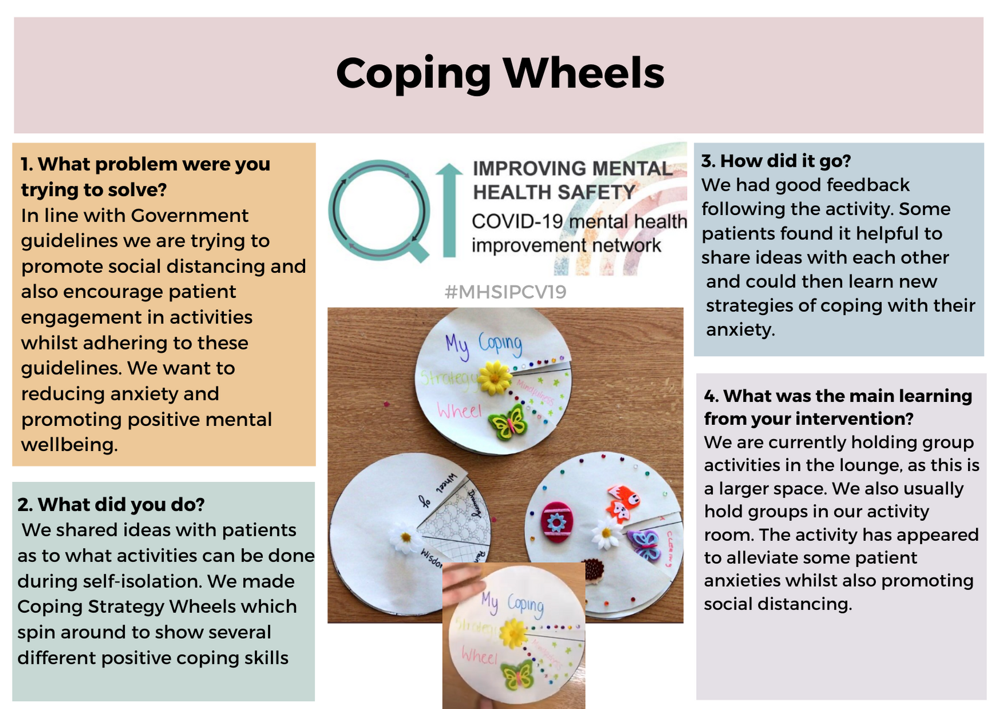 Coping Wheels
1. What problem were you
trying to solve?
In line with Government
guidelines we are trying to
promote social distancing and
also encourage patient
engagement in activities
whilst adhering to these
guidelines. We want to
reducing anxiety and
promoting positive mental
wellbeing.
2. What did you do?
We shared ideas with patients
as to what activities can be done
during self-isolation. We made
Coping Strategy Wheels which
spin around to show several
different positive coping skills
QI
IMPROVING MENTAL
HEALTH SAFETY
COVID-19 mental health
improvement network
#MHSIPCV19
My Coping
Strategy
Wheel
Mindfulness
Wheel
of
Wisdo
Drawing
Pain
Cleaning
My Coping
Strategy
Wheel
Mindfulness
3. How did it go?
We had good feedback
following the activity. Some
patients found it helpful to
share ideas with each other
and could then learn new
strategies of coping with their
anxiety.
4. What was the main learning
from your intervention?
We are currently holding group
activities in the lounge, as this is
a larger space. We also usually
hold groups in our activity
room. The activity has appeared
to alleviate some patient
anxieties whilst also promoting
social distancing.